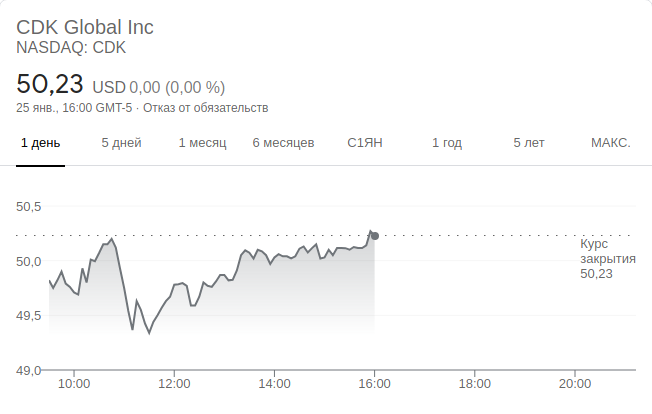 CDK Global Inc
NASDAQ: CDK
50,23 USD 0,00 (0,00 %)
25 янв., 16:00 GMT-5 · Отказ от обязательств
1 день 5 дней 1 месяц 6 месяцев С1ЯН 1 год 5 лет МАКС.
50,5
Курс
закрытия
50,23
50,0
49,5
49,0
10:00 12:00 14:00 16:00 18:00 20:00